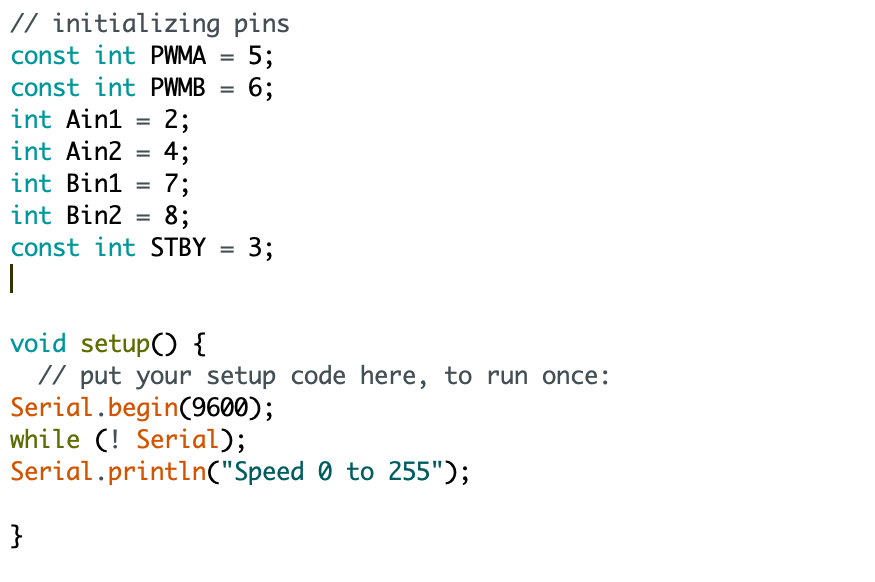 // initializing pins
const int PWMA = 5;
const int PWMB = 6;
int Ain1 = 2;
int Ain2 = 4;
int Bin1 = 7;
int Bin2 = 8;
const int STBY = 3;
void setup() {
// put your setup code here, to run once:
Serial.begin(9600);
while (! Serial);
Serial.println("Speed 0 to 255");
}